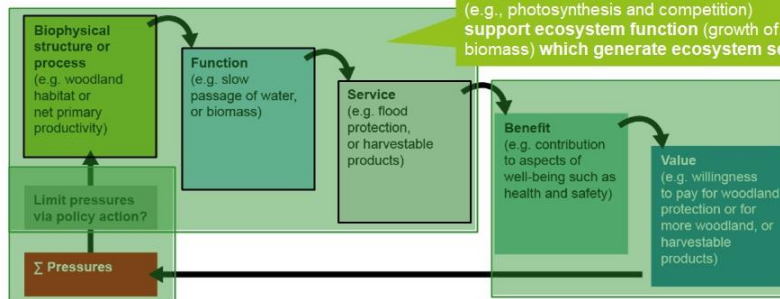 (e.g., photosynthesis and competition)
support ecosystem function (growth of
biomass) which generate ecosystem
Biophysical
structure or
process
(e.g. woodland
habitat or
net primary
productivity)
Function
(e.g. slow
passage of water,
or biomass)
Service
(e.g. flood
protection,
or harvestable
products)
Benefit
(e.g. contribution
to aspects of
well-being such as
health and safety)
Value
(e.g. willingness
to pay for woodland
protection or for
more woodland, or
harvestable
products)
Limit pressures
via policy action?
∑ Pressures